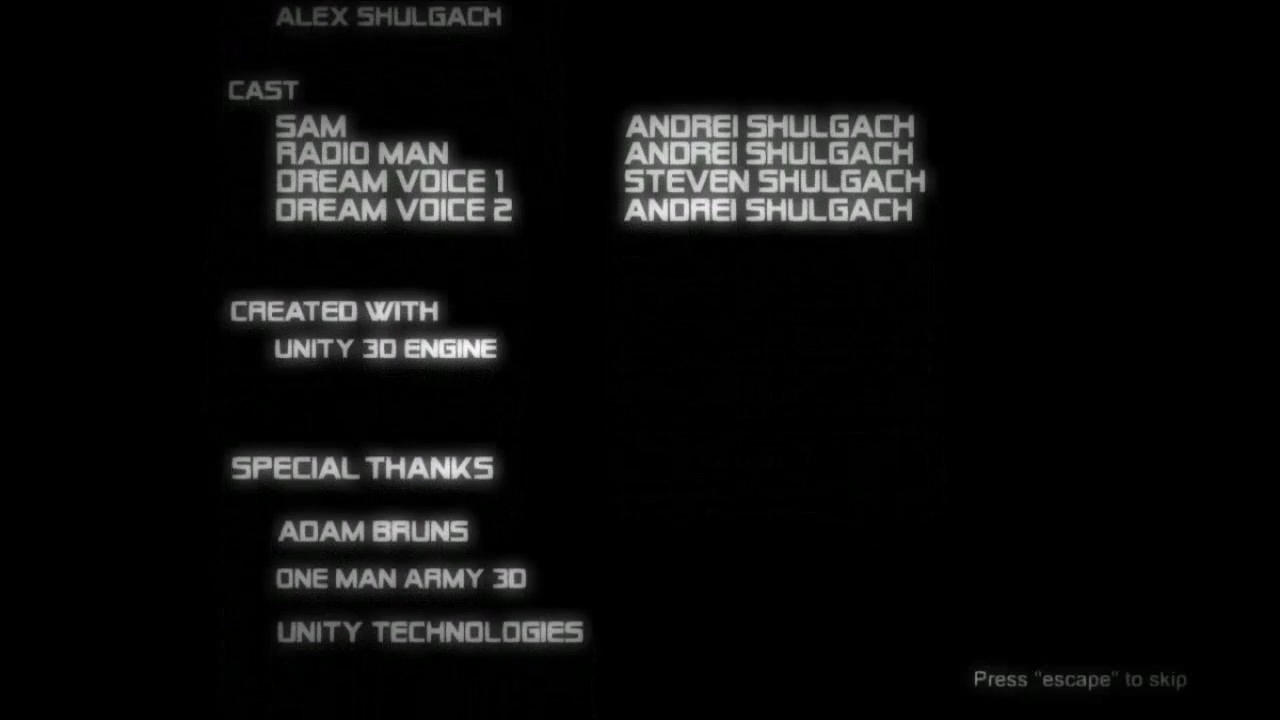 ALEX SHULGACH
CAST
SAM ANDREI SHULGACH
RADIO MAN ANDREI SHULGACH
DREAM VOICE 1 STEVEN SHULGACH
DREAM VOICE 2 ANDREI SHULGACH
CREATED WITH
UNITY 3D ENGINE
SPECIAL THANKS
ADAM BRUNS
ONE MAN ARMY 3D
UNITY TECHNOLOGIES
Press "escape" to skip